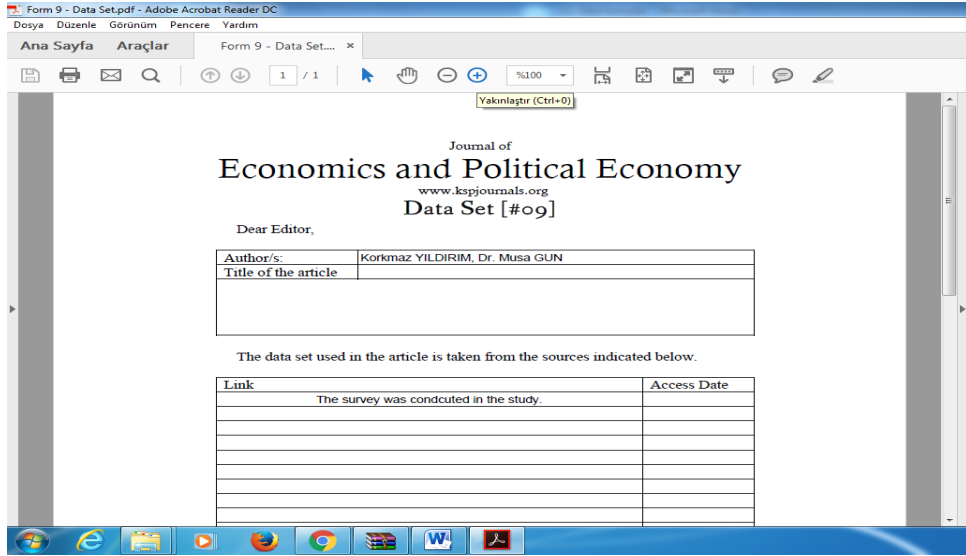 Form 9 - Data Set.pdf - Adobe Acrobat Reader DC
Dosya Düzenle Görünüm Pencere Yardım
Ana Sayfa Araçlar Form 9 - Data Set.... ×
1 / 1 %100
Yakınlaştır (Ctrl+0)
Journal of
Economics and Political Economy
www.kspjournals.org
Data Set [#09]
Dear Editor,
Author/s: Korkmaz YILDIRIM, Dr. Musa GUN
Title of the article
The data set used in the article is taken from the sources indicated below.
Link Access Date
The survey was condcuted in the study.